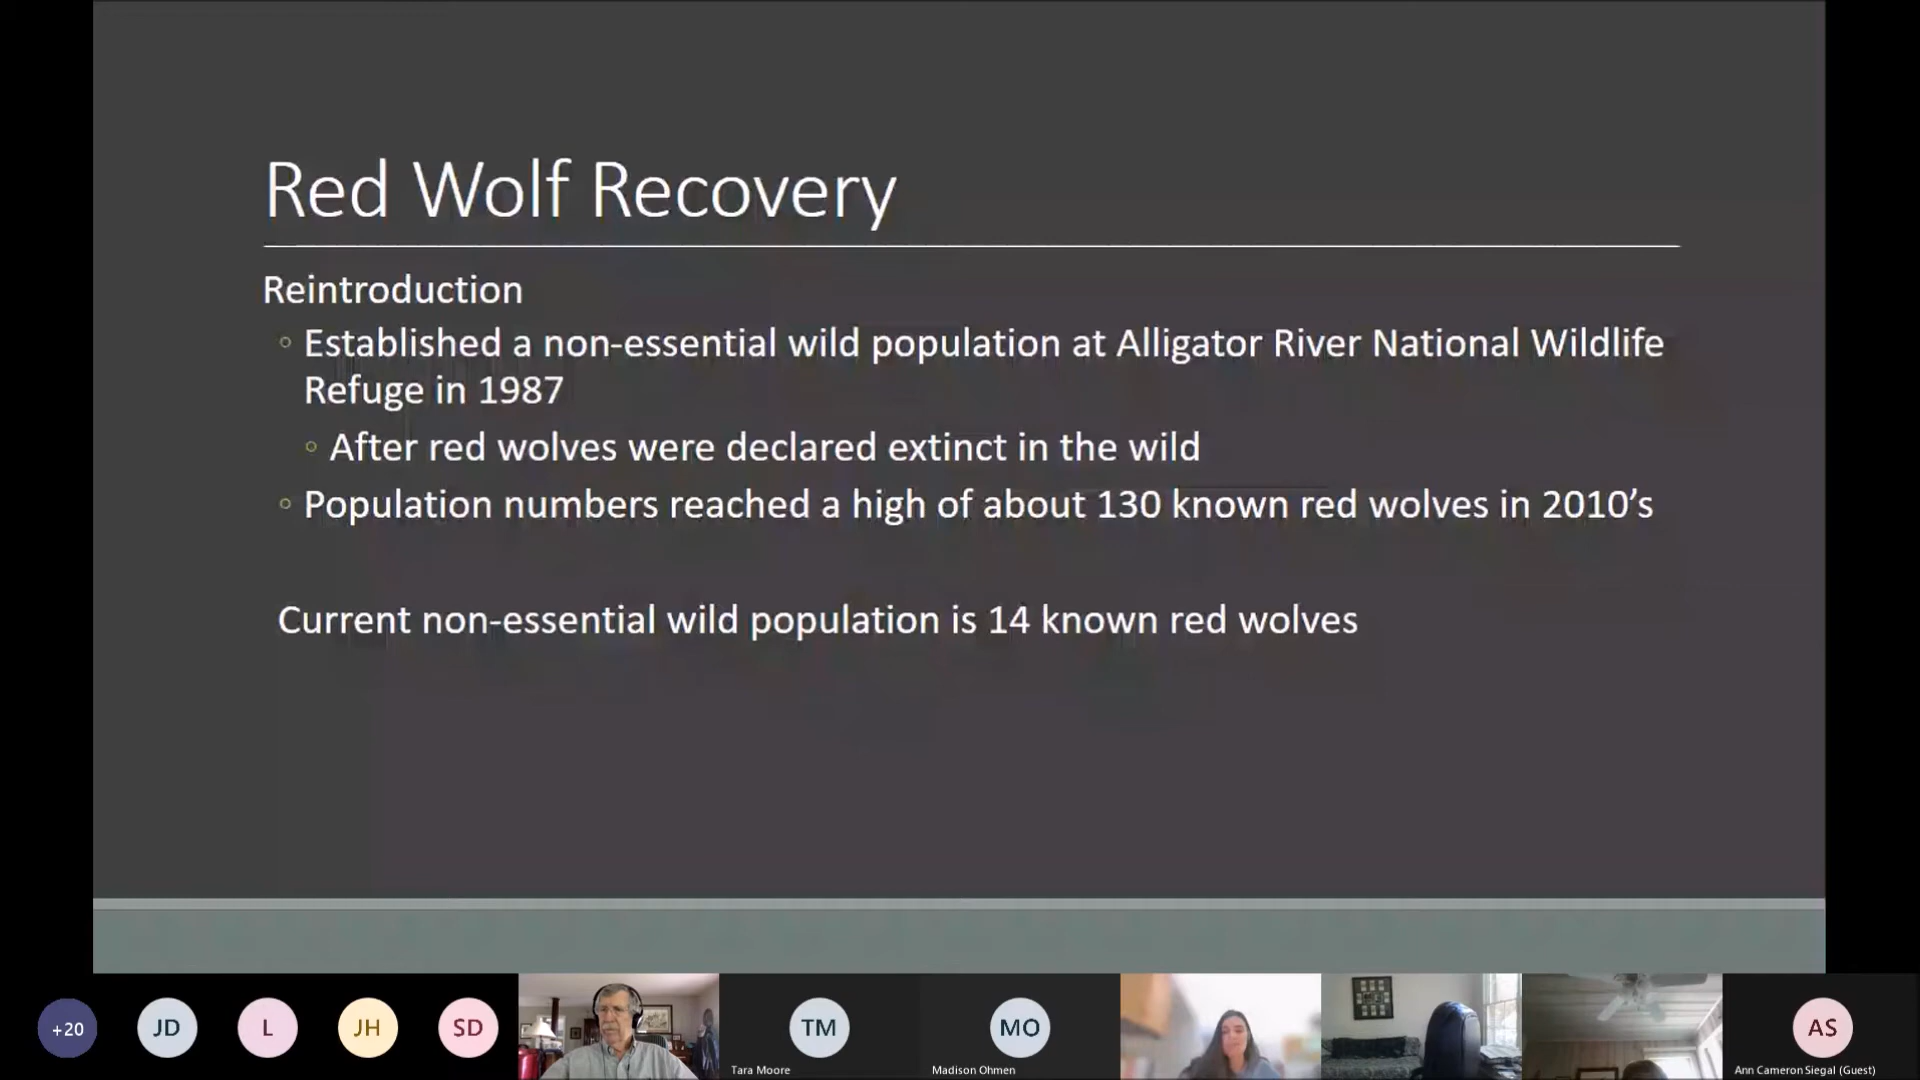 Red Wolf Recovery
Reintroduction
◦ Established a non-essential wild population at Alligator River National Wildlife
Refuge in 1987
◦ After red wolves were declared extinct in the wild
◦ Population numbers reached a high of about 130 known red wolves in 2010’s
Current non-essential wild population is 14 known red wolves
+20 JD L JH SD TM MO AS
Tara Moore Madison Ohmen Ann Cameron Siegal (Guest)